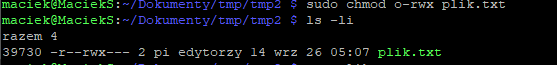 maciek@MaciekS:~/Dokumenty/tmp/tmp2 $ sudo chmod o-rwx plik.txt
maciek@MaciekS:~/Dokumenty/tmp/tmp2 $ ls -li
razem 4
39730 -r--rwx--- 2 pi edytorzy 14 wrz 26 05:07 plik.txt